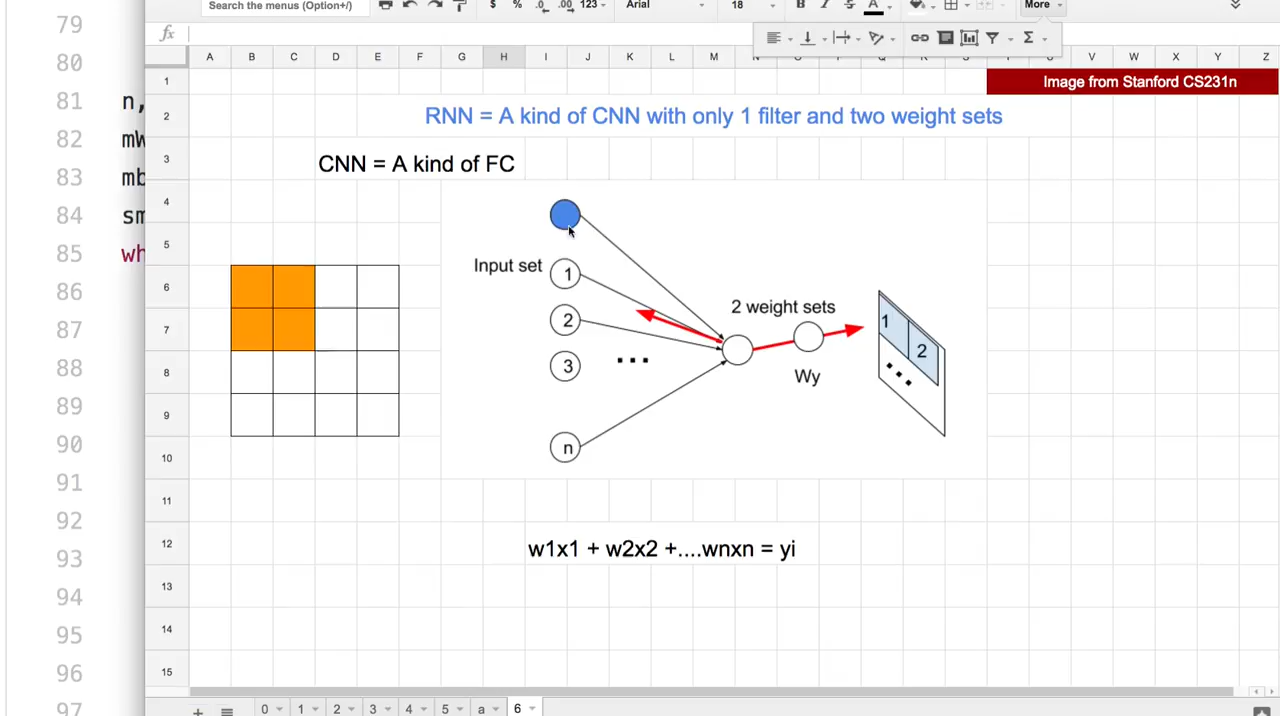 Search the menus (Option+/)
$ % .0 .00 123 Arial 18 B I S A More
79
80
81 n,
82 mW
83 mb
84 sm
85 wh
86
87
88
89
90
91
92
93
94
95
96
97
fx
A B C D E F G H I J K L M V W X Y Z
1 2 3 4 5 6 7 8 9 10 11 12 13 14 15
Image from Stanford CS231n
RNN = A kind of CNN with only 1 filter and two weight sets
CNN = A kind of FC
Input set
1
2
3
...
n
2 weight sets
Wy
1
2
...
w1x1 + w2x2 +....wnxn = yi
+ 0 1 2 3 4 5 a 6